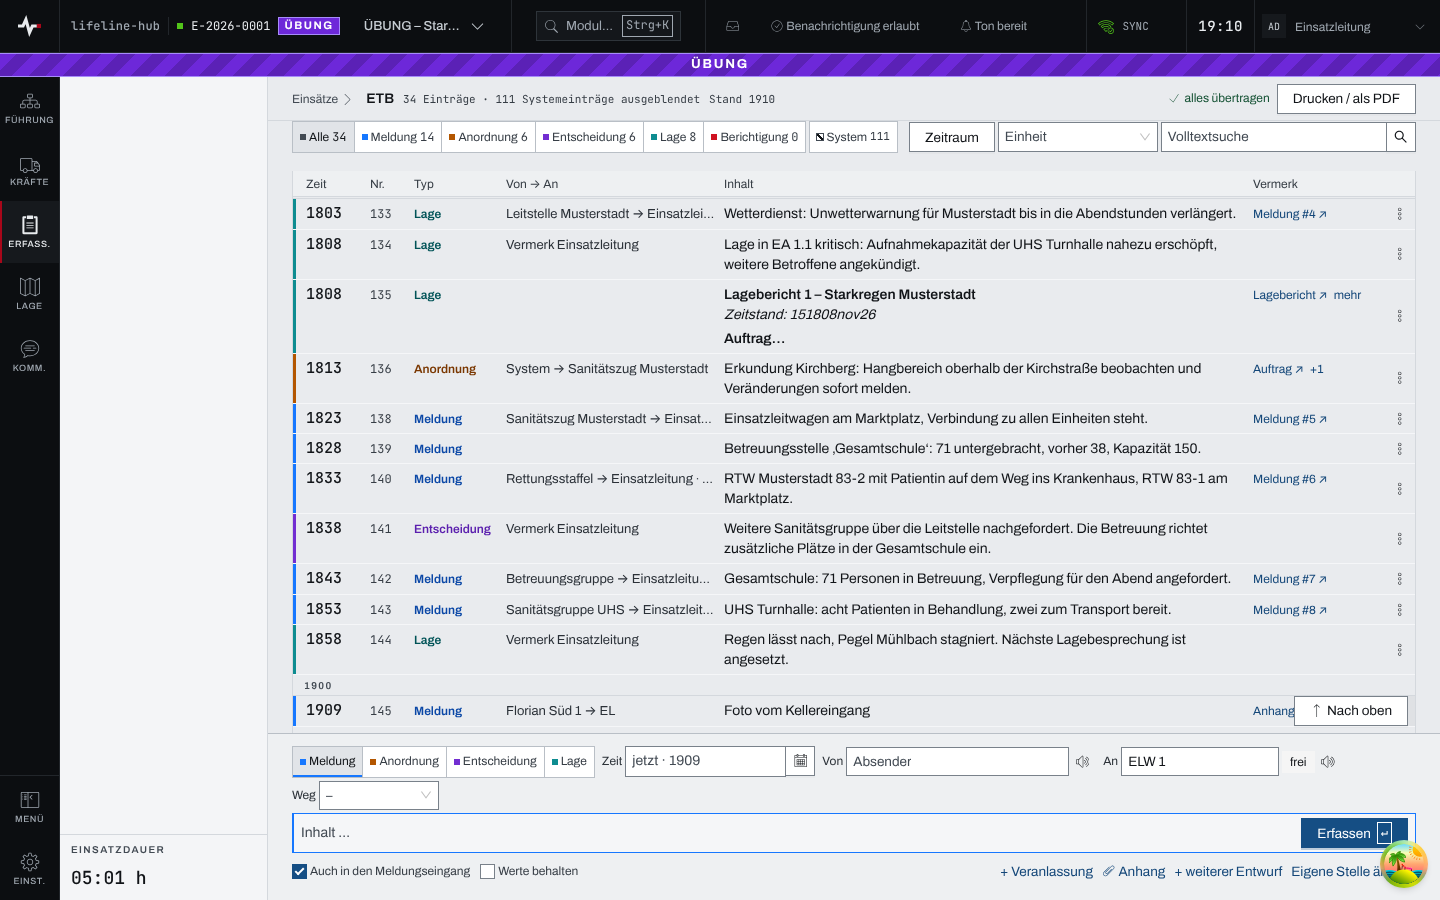 lifeline-hub E-2026-0001 ÜBUNG ÜBUNG – Star... Modul... Strg+K Benachrichtigung erlaubt Ton bereit SYNC 19:10 AD Einsatzleitung
ÜBUNG
FÜHRUNG
KRÄFTE
ERFASS.
LAGE
KOMM.
MENÜ
EINST.
EINSATZDAUER
05:01 h
Einsätze ETB 34 Einträge · 111 Systemeinträge ausgeblendet Stand 1910 alles übertragen Drucken / als PDF
Alle 34 Meldung 14 Anordnung 6 Entscheidung 6 Lage 8 Berichtigung 0 System 111 Zeitraum Einheit Volltextsuche
Zeit Nr. Typ Von → An Inhalt Vermerk
1803 133 Lage Leitstelle Musterstadt → Einsatzlei... Wetterdienst: Unwetterwarnung für Musterstadt bis in die Abendstunden verlängert. Meldung #4 ↗
1808 134 Lage Vermerk Einsatzleitung Lage in EA 1.1 kritisch: Aufnahmekapazität der UHS Turnhalle nahezu erschöpft,
weitere Betroffene angekündigt.
1808 135 Lage Lagebericht 1 – Starkregen Musterstadt Lagebericht ↗ mehr
Zeitstand: 151808nov26
Auftrag...
1813 136 Anordnung System → Sanitätszug Musterstadt Erkundung Kirchberg: Hangbereich oberhalb der Kirchstraße beobachten und Auftrag ↗ +1
Veränderungen sofort melden.
1823 138 Meldung Sanitätszug Musterstadt → Einsat... Einsatzleitwagen am Marktplatz, Verbindung zu allen Einheiten steht. Meldung #5 ↗
1828 139 Meldung Betreuungsstelle ‚Gesamtschule‘: 71 untergebracht, vorher 38, Kapazität 150.
1833 140 Meldung Rettungsstaffel → Einsatzleitung · ... RTW Musterstadt 83-2 mit Patientin auf dem Weg ins Krankenhaus, RTW 83-1 am Meldung #6 ↗
Marktplatz.
1838 141 Entscheidung Vermerk Einsatzleitung Weitere Sanitätsgruppe über die Leitstelle nachgefordert. Die Betreuung richtet
zusätzliche Plätze in der Gesamtschule ein.
1843 142 Meldung Betreuungsgruppe → Einsatzleitu... Gesamtschule: 71 Personen in Betreuung, Verpflegung für den Abend angefordert. Meldung #7 ↗
1853 143 Meldung Sanitätsgruppe UHS → Einsatzleit... UHS Turnhalle: acht Patienten in Behandlung, zwei zum Transport bereit. Meldung #8 ↗
1858 144 Lage Vermerk Einsatzleitung Regen lässt nach, Pegel Mühlbach stagniert. Nächste Lagebesprechung ist
angesetzt.
1900
1909 145 Meldung Florian Süd 1 → EL Foto vom Kellereingang Anhang ↑ Nach oben
Meldung Anordnung Entscheidung Lage Zeit jetzt · 1909 Von Absender An ELW 1 frei
Weg –
Inhalt ... Erfassen ↵
Auch in den Meldungseingang Werte behalten + Veranlassung Anhang + weiterer Entwurf Eigene Stelle